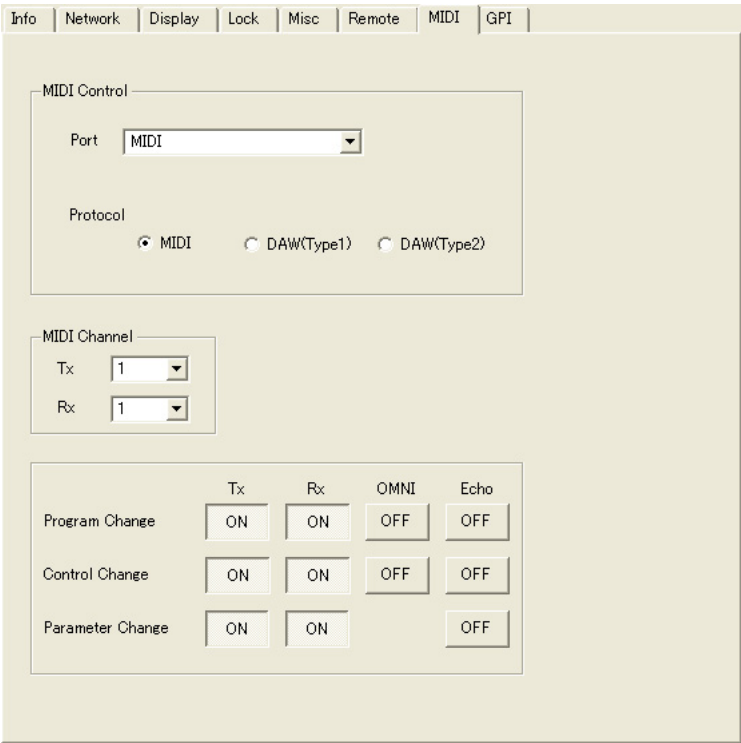 Info Network Display Lock Misc Remote MIDI GPI
MIDI Control
Port MIDI
Protocol
MIDI DAW(Type1) DAW(Type2)
MIDI Channel
Tx 1
Rx 1
Tx Rx OMNI Echo
Program Change ON ON OFF OFF
Control Change ON ON OFF OFF
Parameter Change ON ON OFF